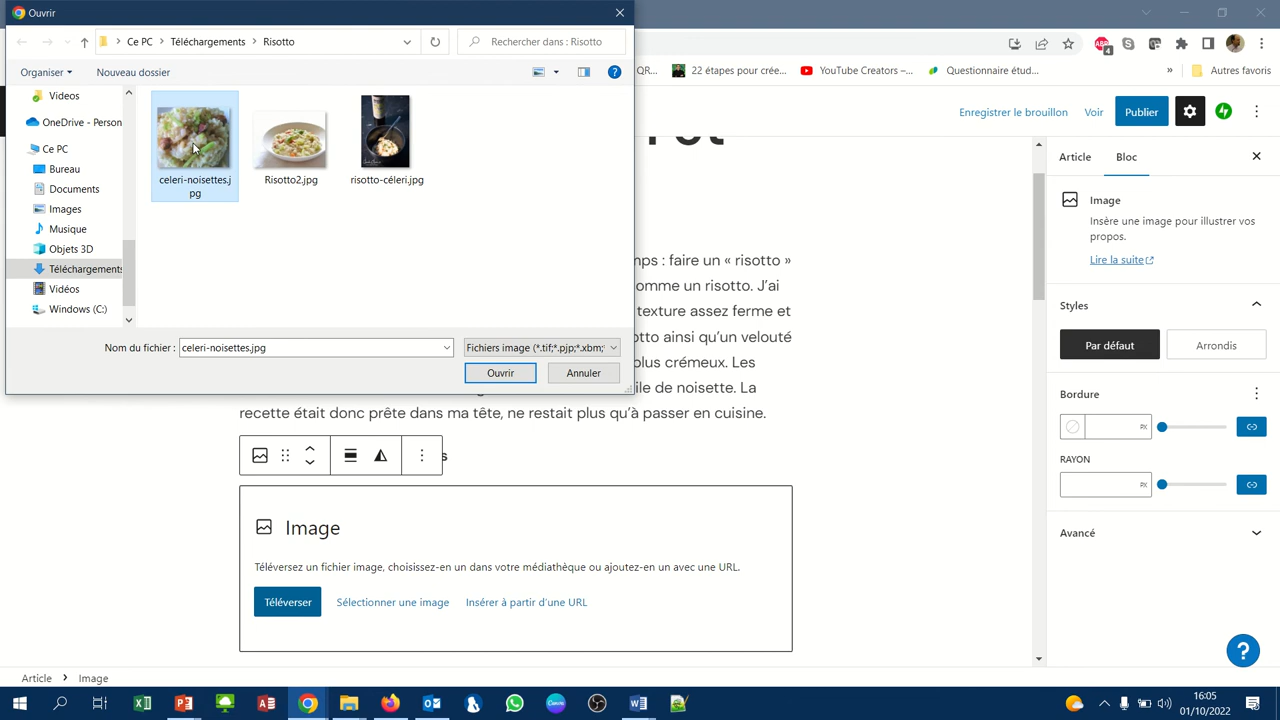 Ouvrir
Ce PC
Téléchargements
Risotto
Rechercher dans : Risotto
Organiser
Nouveau dossier
Videos
OneDrive - Person
Ce PC
Bureau
Documents
Images
Musique
Objets 3D
Téléchargements
Vidéos
Windows (C:)
celeri-noisettes.j
pg
Risotto2.jpg
risotto-céleri.jpg
Nom du fichier :
celeri-noisettes.jpg
Fichiers image (*.tif;*.pjp;*.xbm;
Ouvrir
Annuler
4
QR...
22 étapes pour crée...
YouTube Creators –...
Questionnaire étud...
»
Autres favoris
Enregistrer le brouillon
Voir
Publier
mps : faire un « risotto »
omme un risotto. J’ai
texture assez ferme et
otto ainsi qu’un velouté
plus crémeux. Les
ile de noisette. La
recette était donc prête dans ma tête, ne restait plus qu’à passer en cuisine.
s
Image
Téléversez un fichier image, choisissez-en un dans votre médiathèque ou ajoutez-en un avec une URL.
Téléverser
Sélectionner une image
Insérer à partir d’une URL
Article
Bloc
Image
Insère une image pour illustrer vos
propos.
Lire la suite
Styles
Par défaut
Arrondis
Bordure
PX
RAYON
PX
Avancé
Article
Image
16:05
01/10/2022